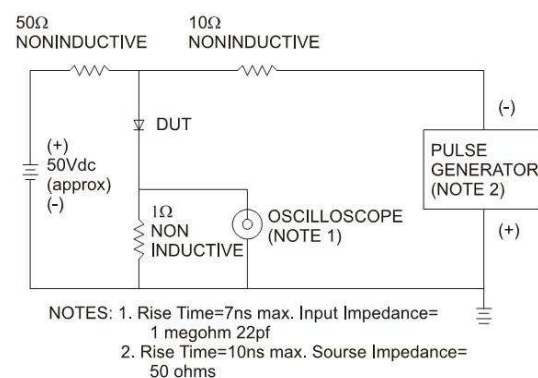 50Ω
NONINDUCTIVE
10Ω
NONINDUCTIVE
(+)
50Vdc
(approx)
(-)
DUT
1Ω
NON
INDUCTIVE
OSCILLOSCOPE
(NOTE 1)
(-)
PULSE
GENERATOR
(NOTE 2)
(+)
NOTES: 1. Rise Time=7ns max. Input Impedance=
1 megohm 22pf
2. Rise Time=10ns max. Sourse Impedance=
50 ohms